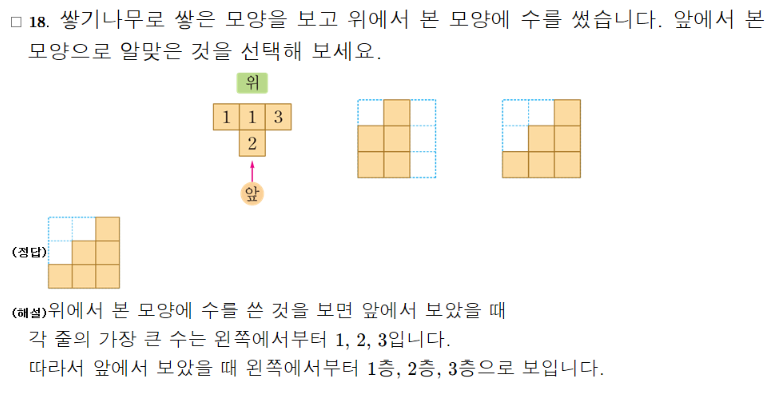 □ 18. 쌓기나무로 쌓은 모양을 보고 위에서 본 모양에 수를 썼습니다. 앞에서 본
모양으로 알맞은 것을 선택해 보세요.
위
1 1 3
2
앞
(정답)
(해설)위에서 본 모양에 수를 쓴 것을 보면 앞에서 보았을 때
각 줄의 가장 큰 수는 왼쪽에서부터 1, 2, 3입니다.
따라서 앞에서 보았을 때 왼쪽에서부터 1층, 2층, 3층으로 보입니다.